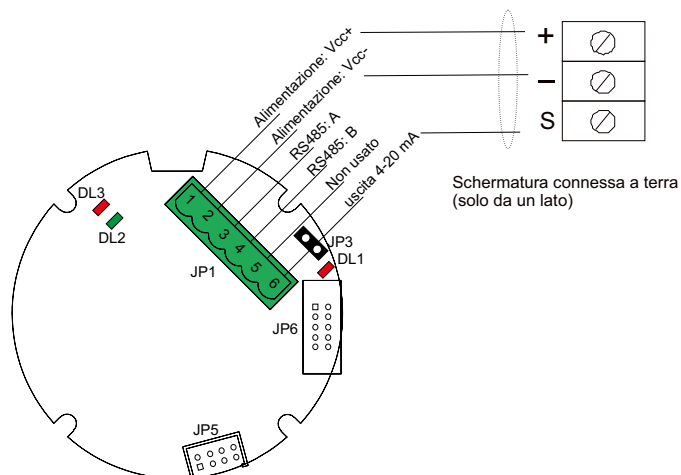 Alimentazione: Vcc+
Alimentazione: Vcc-
RS485: A
RS485: B
Non usato
uscita 4-20 mA
+
–
S
Schermatura connessa a terra
(solo da un lato)
DL3
DL2
1
2
3
4
5
6
JP1
JP3
DL1
JP6
JP5